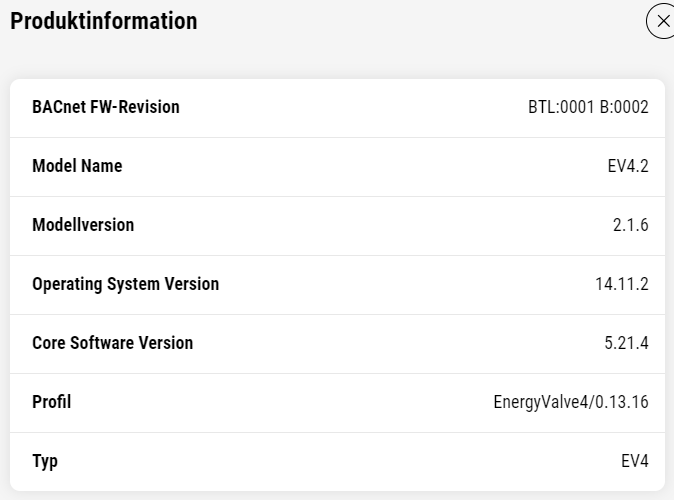 Produktinformation
BACnet FW-Revision BTL:0001 B:0002
Model Name EV4.2
Modellversion 2.1.6
Operating System Version 14.11.2
Core Software Version 5.21.4
Profil EnergyValve4/0.13.16
Typ EV4